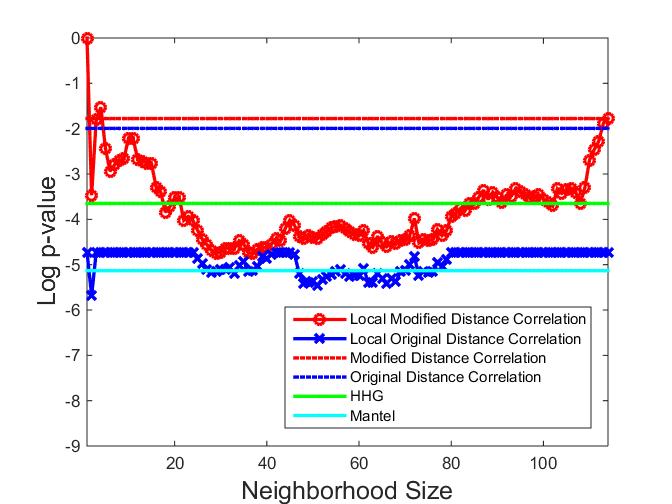 0
-1
-2
-3
-4
-5
-6
-7
-8
-9
Log p-value
Local Modified Distance Correlation
Local Original Distance Correlation
Modified Distance Correlation
Original Distance Correlation
HHG
Mantel
20 40 60 80 100
Neighborhood Size